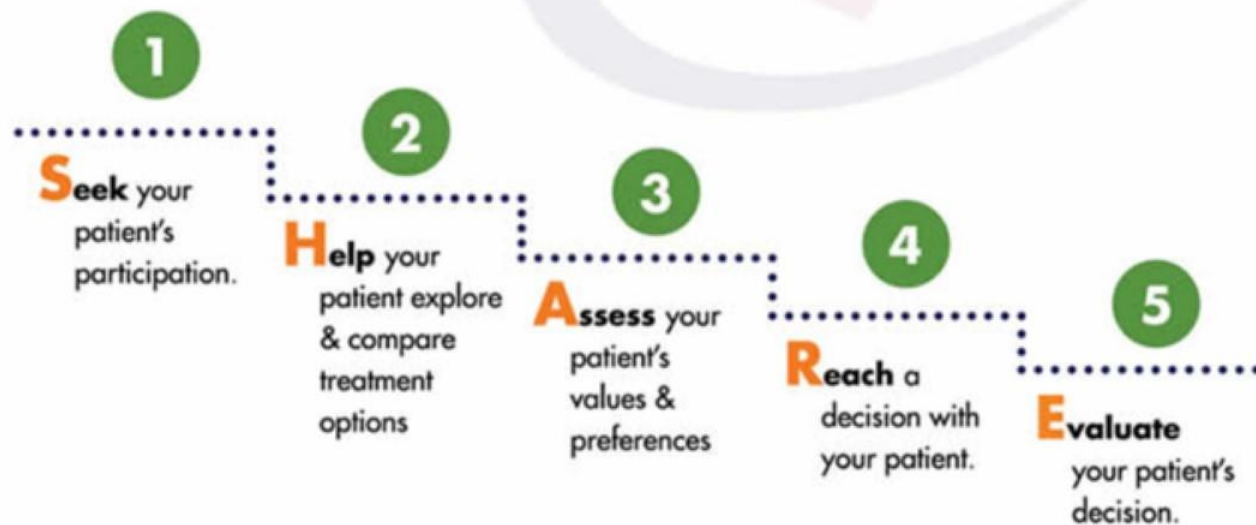 1
Seek your
patient's
participation.
2
Help your
patient explore
& compare
treatment
options
3
Assess your
patient's
values &
preferences
4
Reach a
decision with
your patient.
5
Evaluate
your patient's
decision.